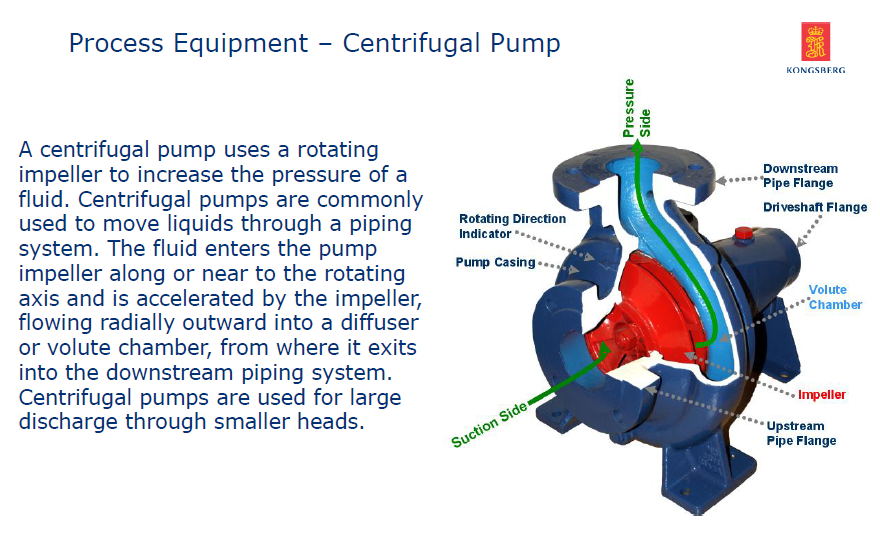 Process Equipment – Centrifugal Pump
KONGSBERG
A centrifugal pump uses a rotating
impeller to increase the pressure of a
fluid. Centrifugal pumps are commonly
used to move liquids through a piping
system. The fluid enters the pump
impeller along or near to the rotating
axis and is accelerated by the impeller,
flowing radially outward into a diffuser
or volute chamber, from where it exits
into the downstream piping system.
Centrifugal pumps are used for large
discharge through smaller heads.
Pressure
Side
Downstream
Pipe Flange
Driveshaft Flange
Rotating Direction
Indicator
Pump Casing
Volute
Chamber
Impeller
Suction Side
Upstream
Pipe Flange